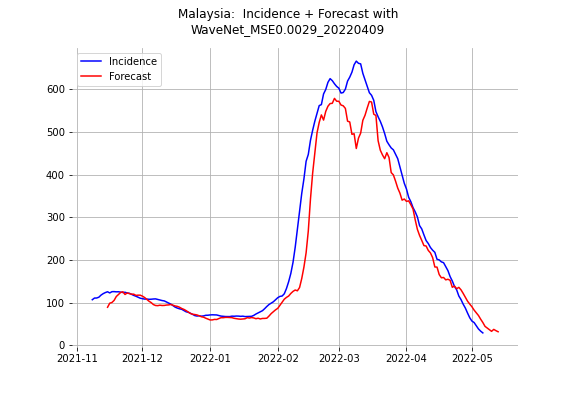 Malaysia:  Incidence + Forecast with
WaveNet_MSE0.0029_20220409
Incidence
Forecast
600
500
400
300
200
100
0
2021-11 2021-12 2022-01 2022-02 2022-03 2022-04 2022-05